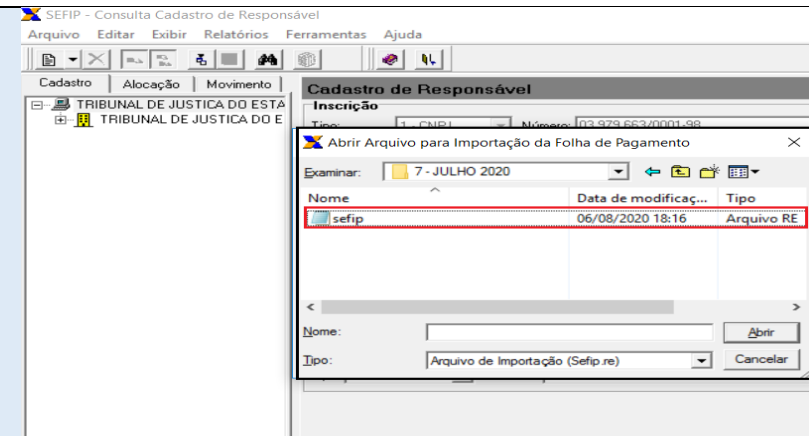 SEFIP - Consulta Cadastro de Responsável
Arquivo Editar Exibir Relatórios Ferramentas Ajuda
Cadastro Alocação Movimento
Cadastro de Responsável
TRIBUNAL DE JUSTICA DO ESTA
TRIBUNAL DE JUSTICA DO E
Inscrição
Tipo: 1 - CNPJ Número: 03.979.663/0001-98
Abrir Arquivo para Importação da Folha de Pagamento
Examinar: 7 - JULHO 2020
Nome Data de modificaç... Tipo
sefip 06/08/2020 18:16 Arquivo RE
Nome: Abrir
Tipo: Arquivo de Importação (Sefip.re) Cancelar